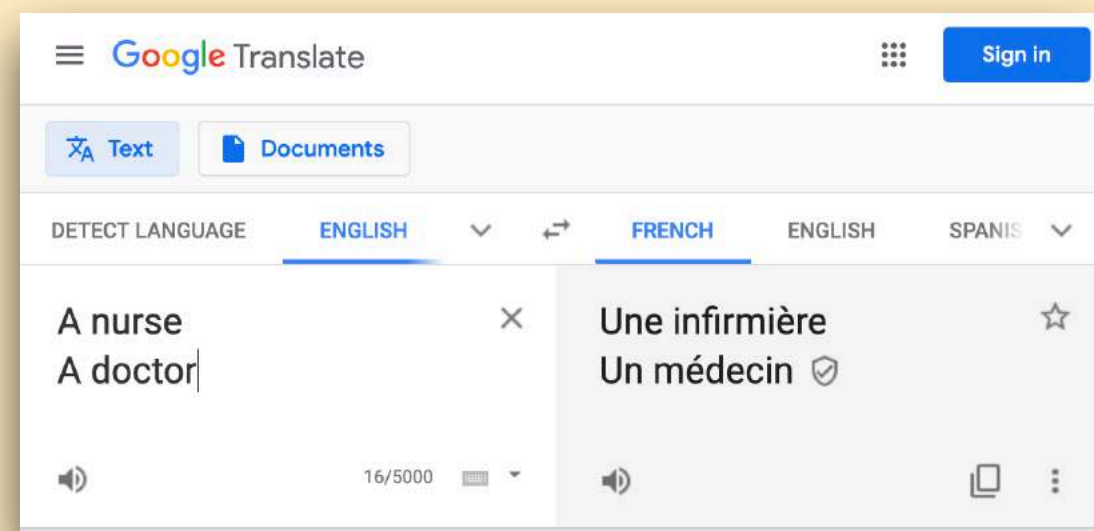 Google Translate
Sign in
Text
Documents
DETECT LANGUAGE
ENGLISH
FRENCH
ENGLISH
SPANIS
A nurse
A doctor
Une infirmière
Un médecin
16/5000